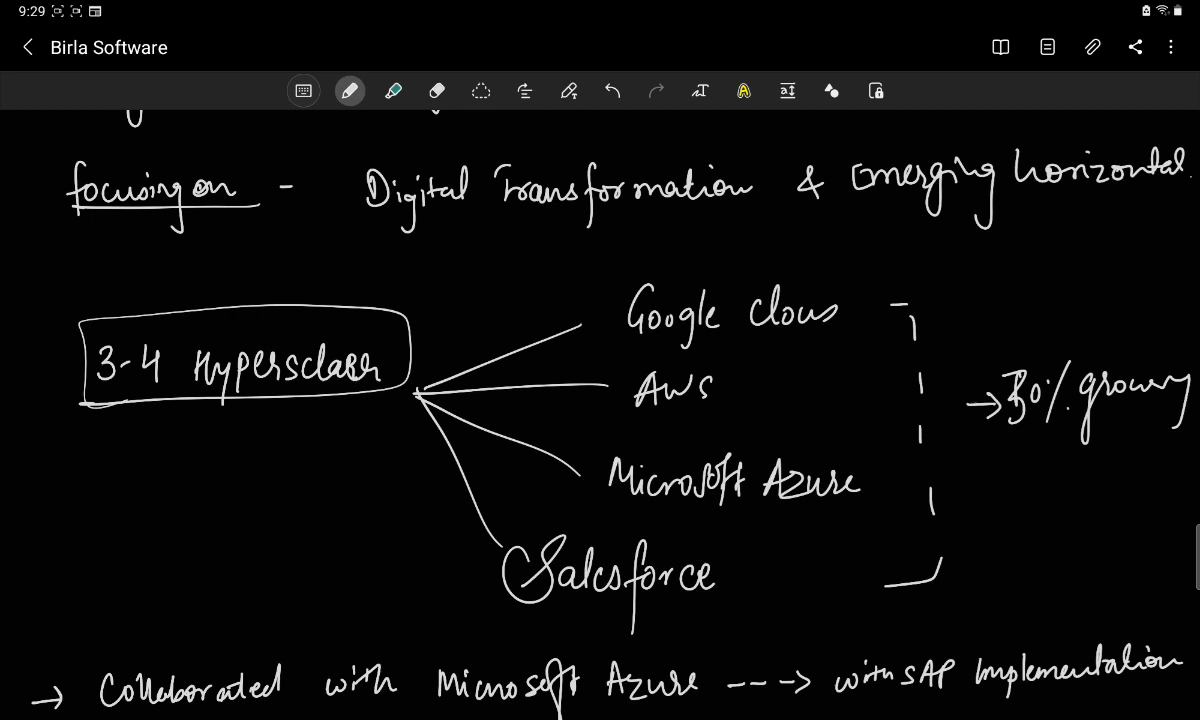 9:29
Birla Software
focusing on - Digital Transformation & Emerging horizontal.
3-4 Hypersclaer
Google Clous
AWS
Microsoft Azure
Salesforce
→ 30% growing
→ Collaborated with Microsoft Azure ---> with SAP Implementation